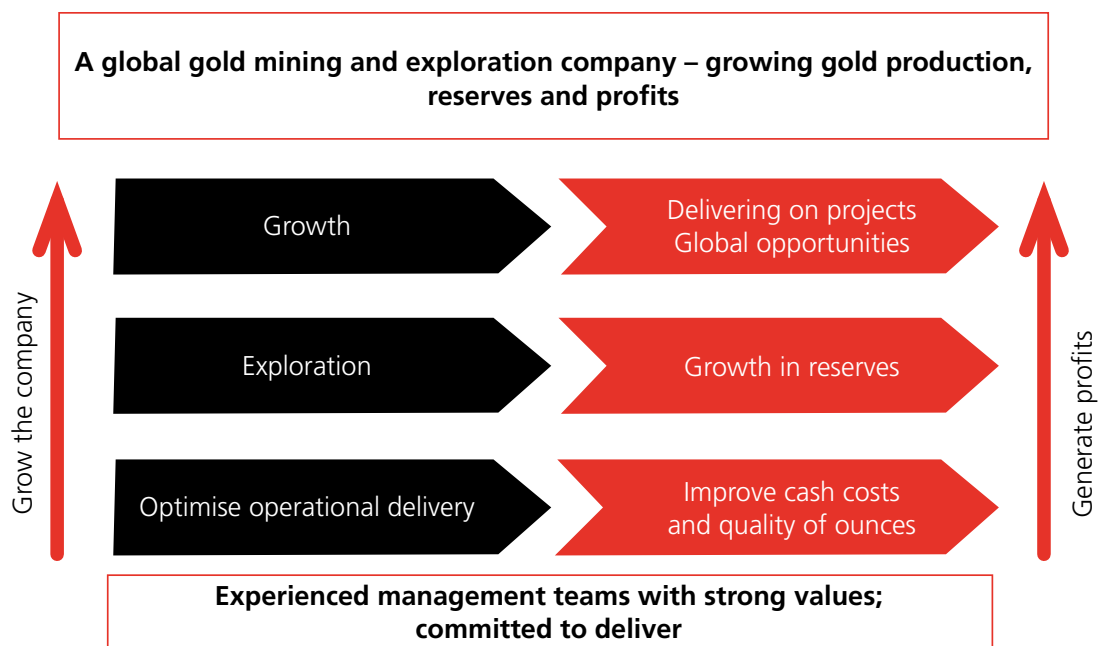 A global gold mining and exploration company – growing gold production,
reserves and profits
Grow the company
Growth
Delivering on projects
Global opportunities
Exploration
Growth in reserves
Optimise operational delivery
Improve cash costs
and quality of ounces
Generate profits
Experienced management teams with strong values;
committed to deliver